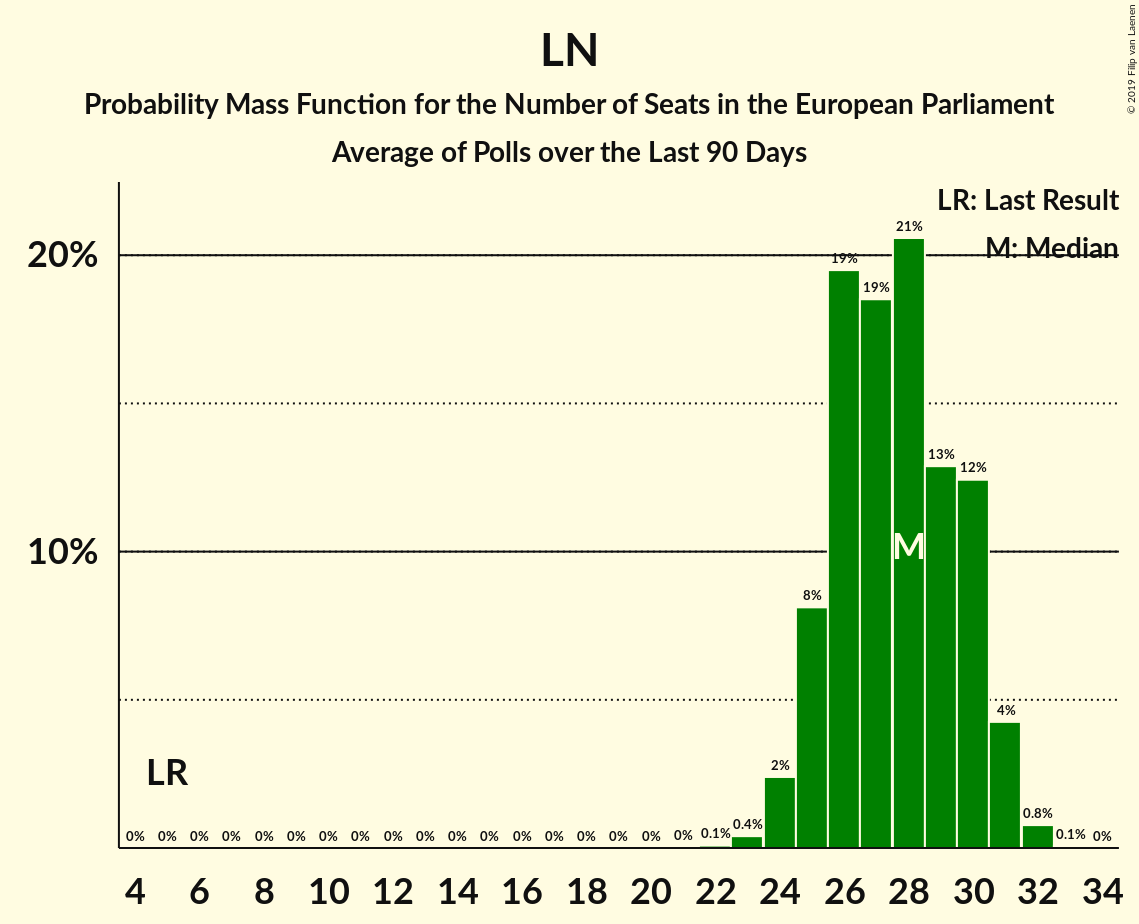 LN
Probability Mass Function for the Number of Seats in the European Parliament
Average of Polls over the Last 90 Days
© 2019 Filip van Laenen
LR: Last Result
M: Median
20%
10%
21%
19%
19%
13%
12%
M
8%
4%
LR
2%
0% 0% 0% 0% 0% 0% 0% 0% 0% 0% 0% 0% 0% 0% 0% 0% 0% 0% 0.1% 0.4% 0.8% 0.1% 0%
4 6 8 10 12 14 16 18 20 22 24 26 28 30 32 34